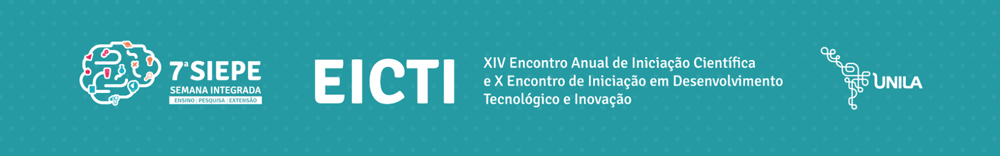 7ª SIEPE
SEMANA INTEGRADA
ENSINO | PESQUISA | EXTENSÃO
EICTI
XIV Encontro Anual de Iniciação Científica
e X Encontro de Iniciação em Desenvolvimento
Tecnológico e Inovação
UNILA